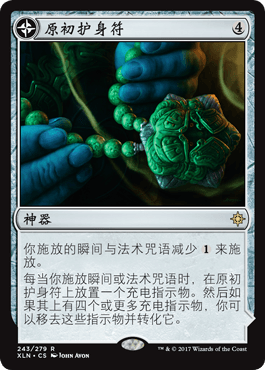 原初护身符 4
神器
你施放的瞬间与法术咒语减少 1 来施
放。
每当你施放瞬间或法术咒语时，在原初
护身符上放置一个充电指示物。然后如
果其上有四个或更多充电指示物，你可
以移去这些指示物并转化它。
243/279 R
XLN • CS JOHN AVON
™ & © 2017 Wizards of the Coast